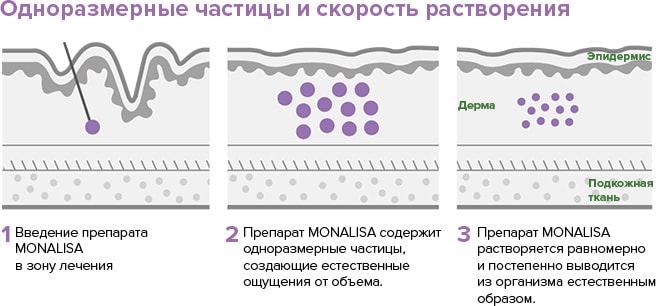 Одноразмерные частицы и скорость растворения
Эпидермис
Дерма
Подкожная
ткань
1 Введение препарата
MONALISA
в зону лечения
2 Препарат MONALISA содержит
одноразмерные частицы,
создающие естественные
ощущения от объема.
3 Препарат MONALISA
растворяется равномерно
и постепенно выводится
из организма естественным
образом.